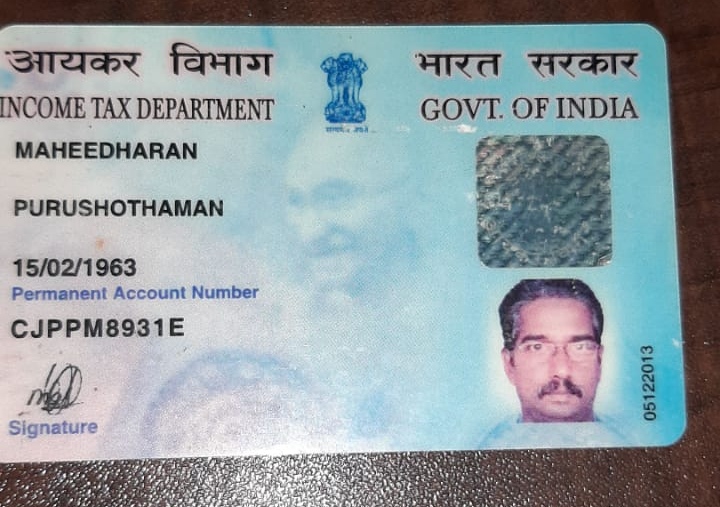 आयकर विभाग
INCOME TAX DEPARTMENT
भारत सरकार
GOVT. OF INDIA
सत्यमेव जयते
MAHEEDHARAN
PURUSHOTHAMAN
15/02/1963
Permanent Account Number
CJPPM8931E
Signature
05122013